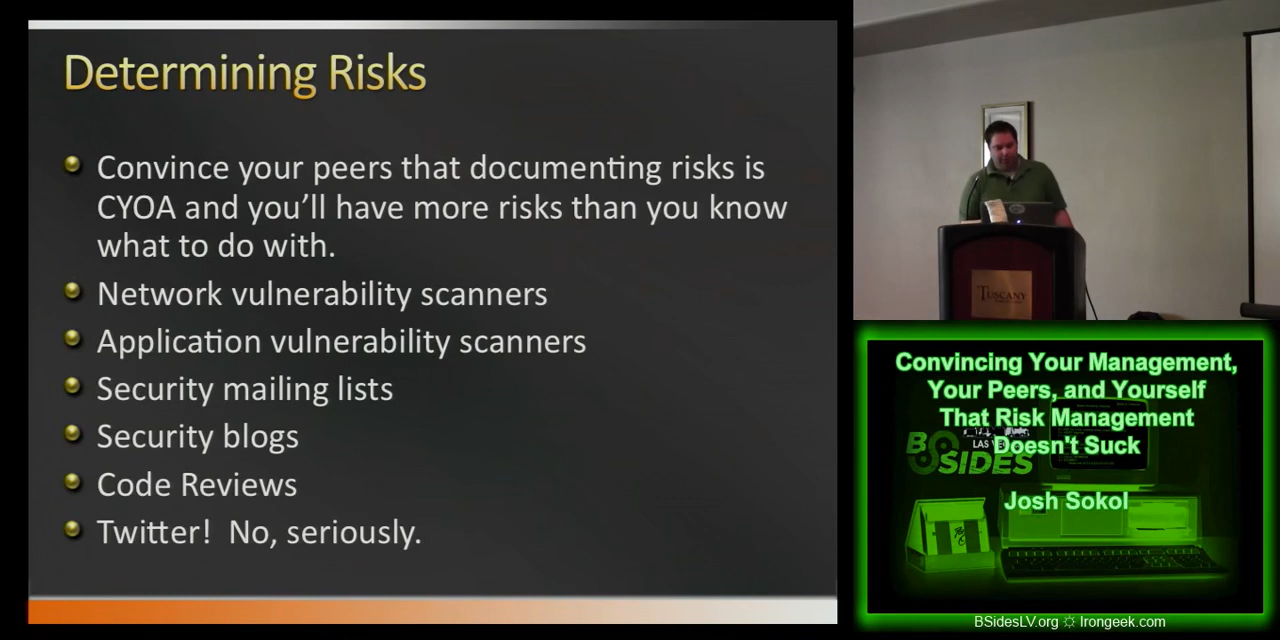 Determining Risks
Convince your peers that documenting risks is
CYOA and you'll have more risks than you know
what to do with.
Network vulnerability scanners
Application vulnerability scanners
Security mailing lists
Security blogs
Code Reviews
Twitter!  No, seriously.
TUSCANY
Convincing Your Management,
Your Peers, and Yourself
That Risk Management
Doesn't Suck
B SIDES
LAS
Josh Sokol
BSidesLV.org ☼ Irongeek.com